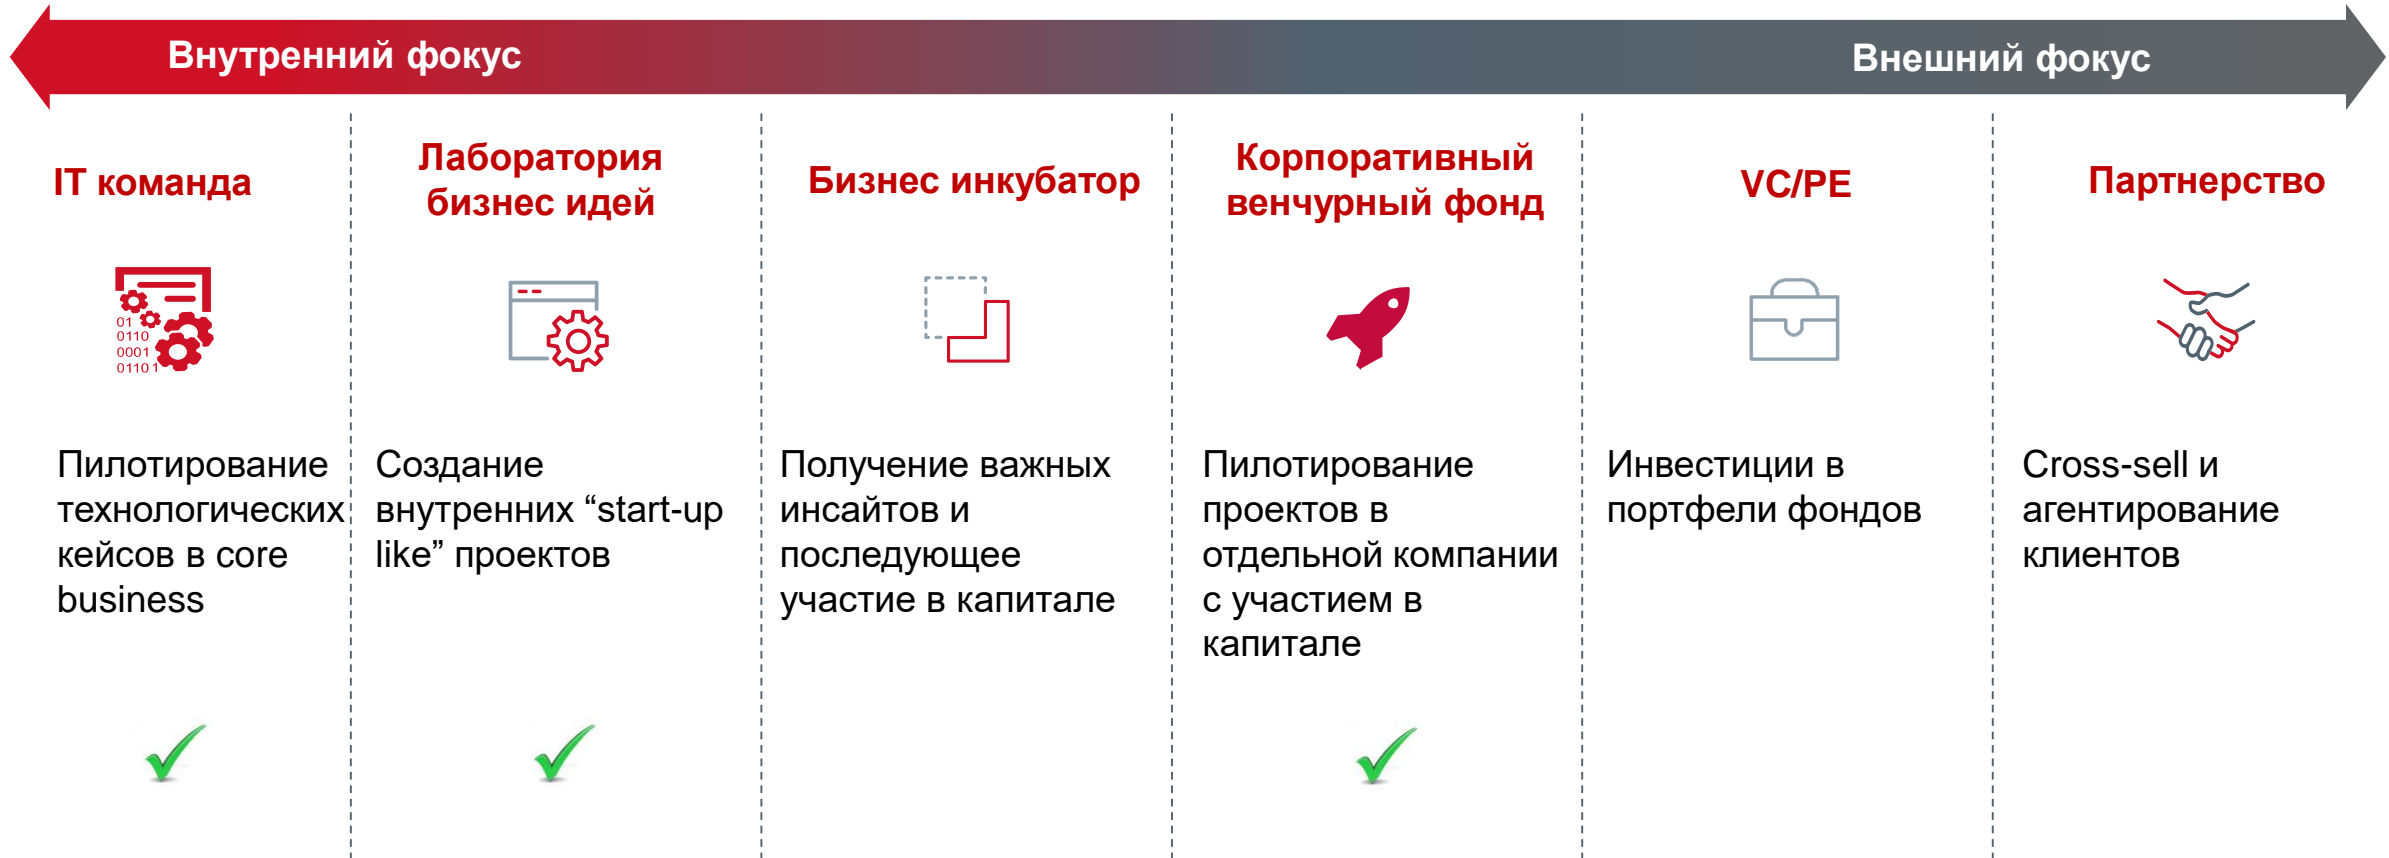 Внутренний фокус
Внешний фокус
IT команда
01
0110
0001
01101
Пилотирование
технологических
кейсов в core
business
Лаборатория
бизнес идей
Создание
внутренних “start-up
like” проектов
Бизнес инкубатор
Получение важных
инсайтов и
последующее
участие в капитале
Корпоративный
венчурный фонд
Пилотирование
проектов в
отдельной компании
с участием в
капитале
VC/PE
Инвестиции в
портфели фондов
Партнерство
Cross-sell и
агентирование
клиентов